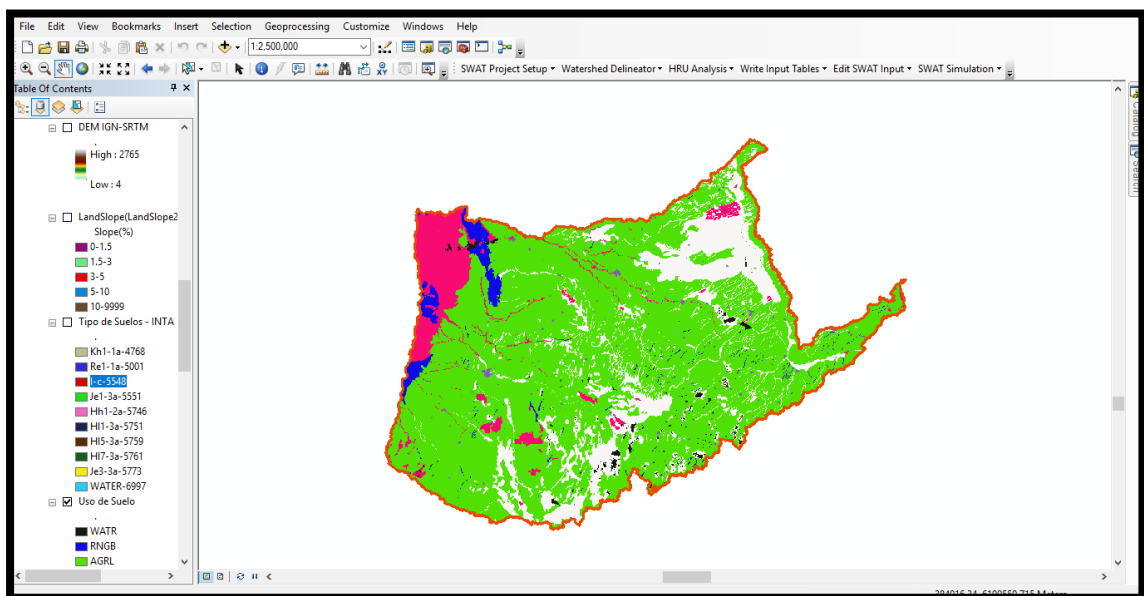 File Edit View Bookmarks Insert Selection Geoprocessing Customize Windows Help
1:2,500,000
SWAT Project Setup Watershed Delineator HRU Analysis Write Input Tables Edit SWAT Input SWAT Simulation
Table Of Contents
DEM IGN-SRTM
High : 2765
Low : 4
LandSlope(LandSlope2
Slope(%)
0-1.5
1.5-3
3-5
5-10
10-9999
Tipo de Suelos - INTA
Kh1-1a-4768
Re1-1a-5001
I-c-5548
Je1-3a-5551
Hh1-2a-5746
Hl1-3a-5751
Hl5-3a-5759
Hl7-3a-5761
Je3-3a-5773
WATER-6997
Uso de Suelo
WATR
RNGB
AGRL
Catalog
Search